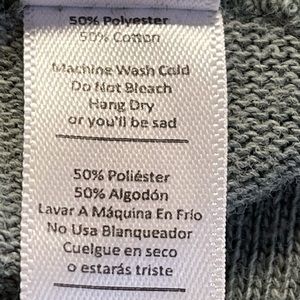 50% Polyester
50% Cotton
Machine Wash Cold
Do Not Bleach
Hang Dry
or you'll be sad
50% Poliéster
50% Algodón
Lavar A Máquina En Frío
No Usa Blanqueador
Cuelgue en seco
o estarás triste